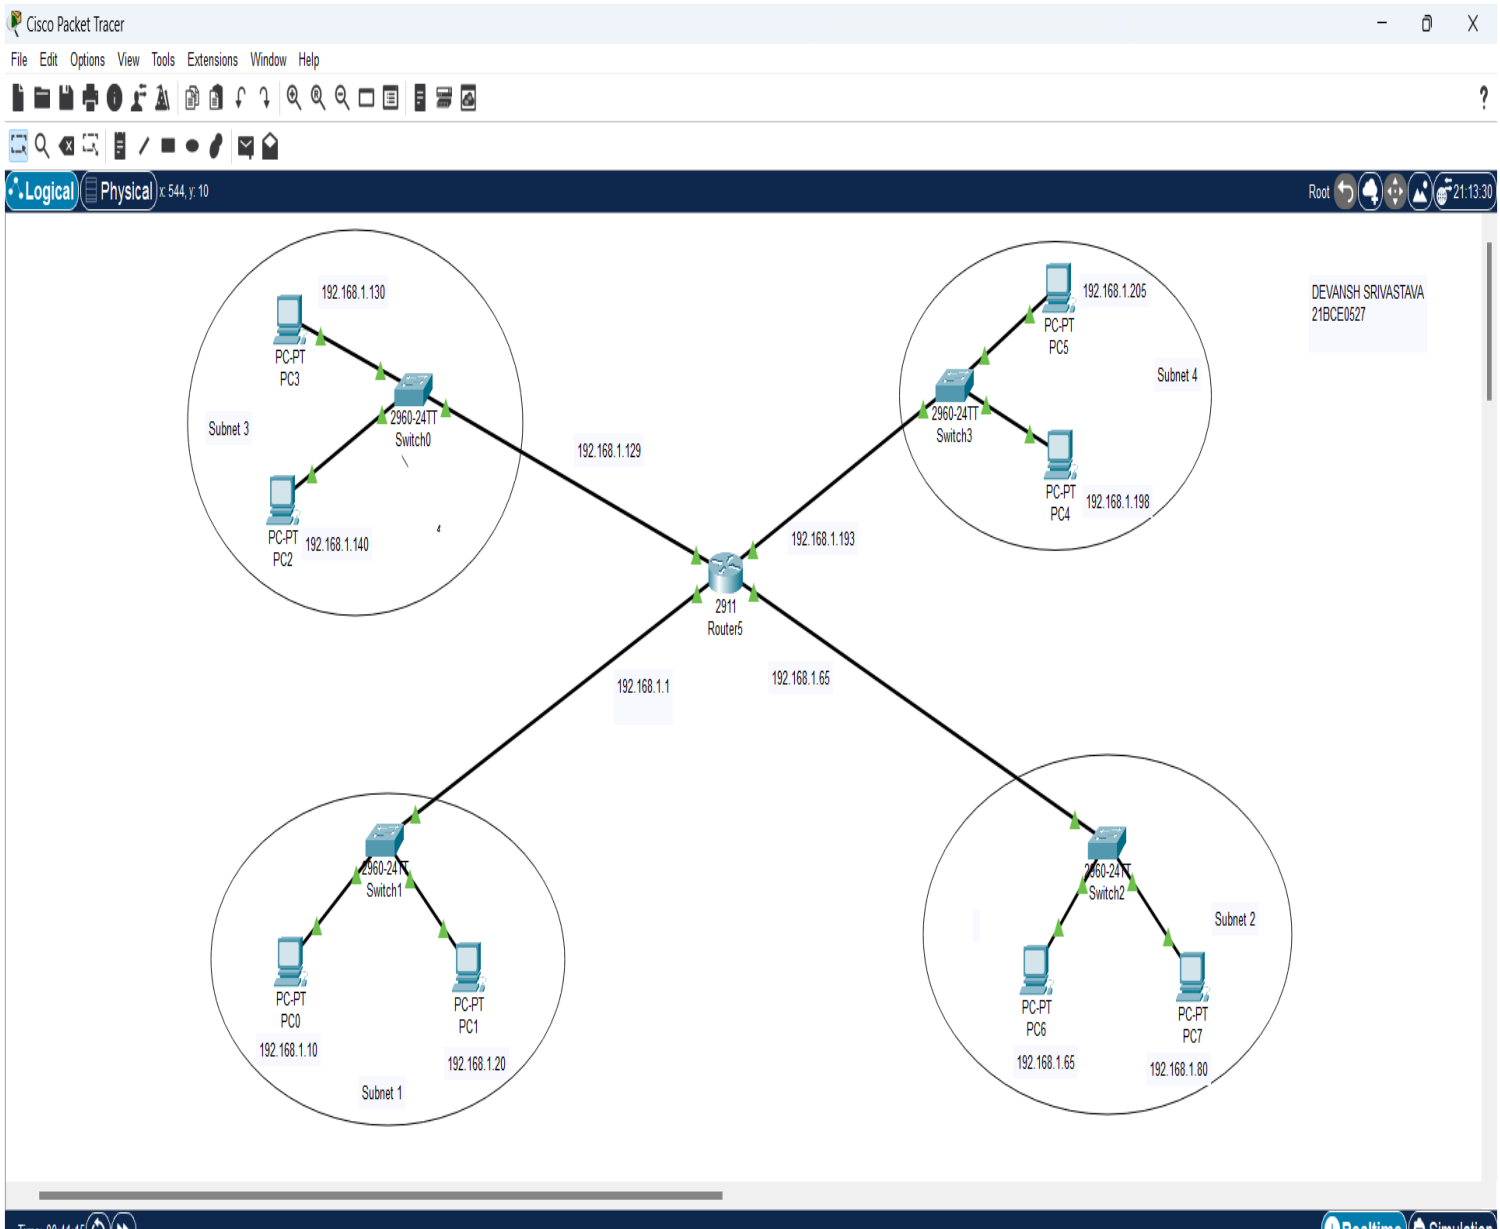 Cisco Packet Tracer
File Edit Options View Tools Extensions Window Help
?
Logical Physical x: 544, y: 10 Root 21:13:30
192.168.1.130
PC-PT
PC3
2960-24TT
Switch0
Subnet 3
PC-PT
PC2
192.168.1.140
4
192.168.1.129
192.168.1.205
PC-PT
PC5
Subnet 4
2960-24TT
Switch3
PC-PT
PC4
192.168.1.198
DEVANSH SRIVASTAVA
21BCE0527
192.168.1.193
2911
Router5
192.168.1.1
192.168.1.65
2960-24TT
Switch1
PC-PT
PC0
192.168.1.10
PC-PT
PC1
192.168.1.20
Subnet 1
2960-24TT
Switch2
Subnet 2
PC-PT
PC6
192.168.1.65
PC-PT
PC7
192.168.1.80
Realtime Simulation